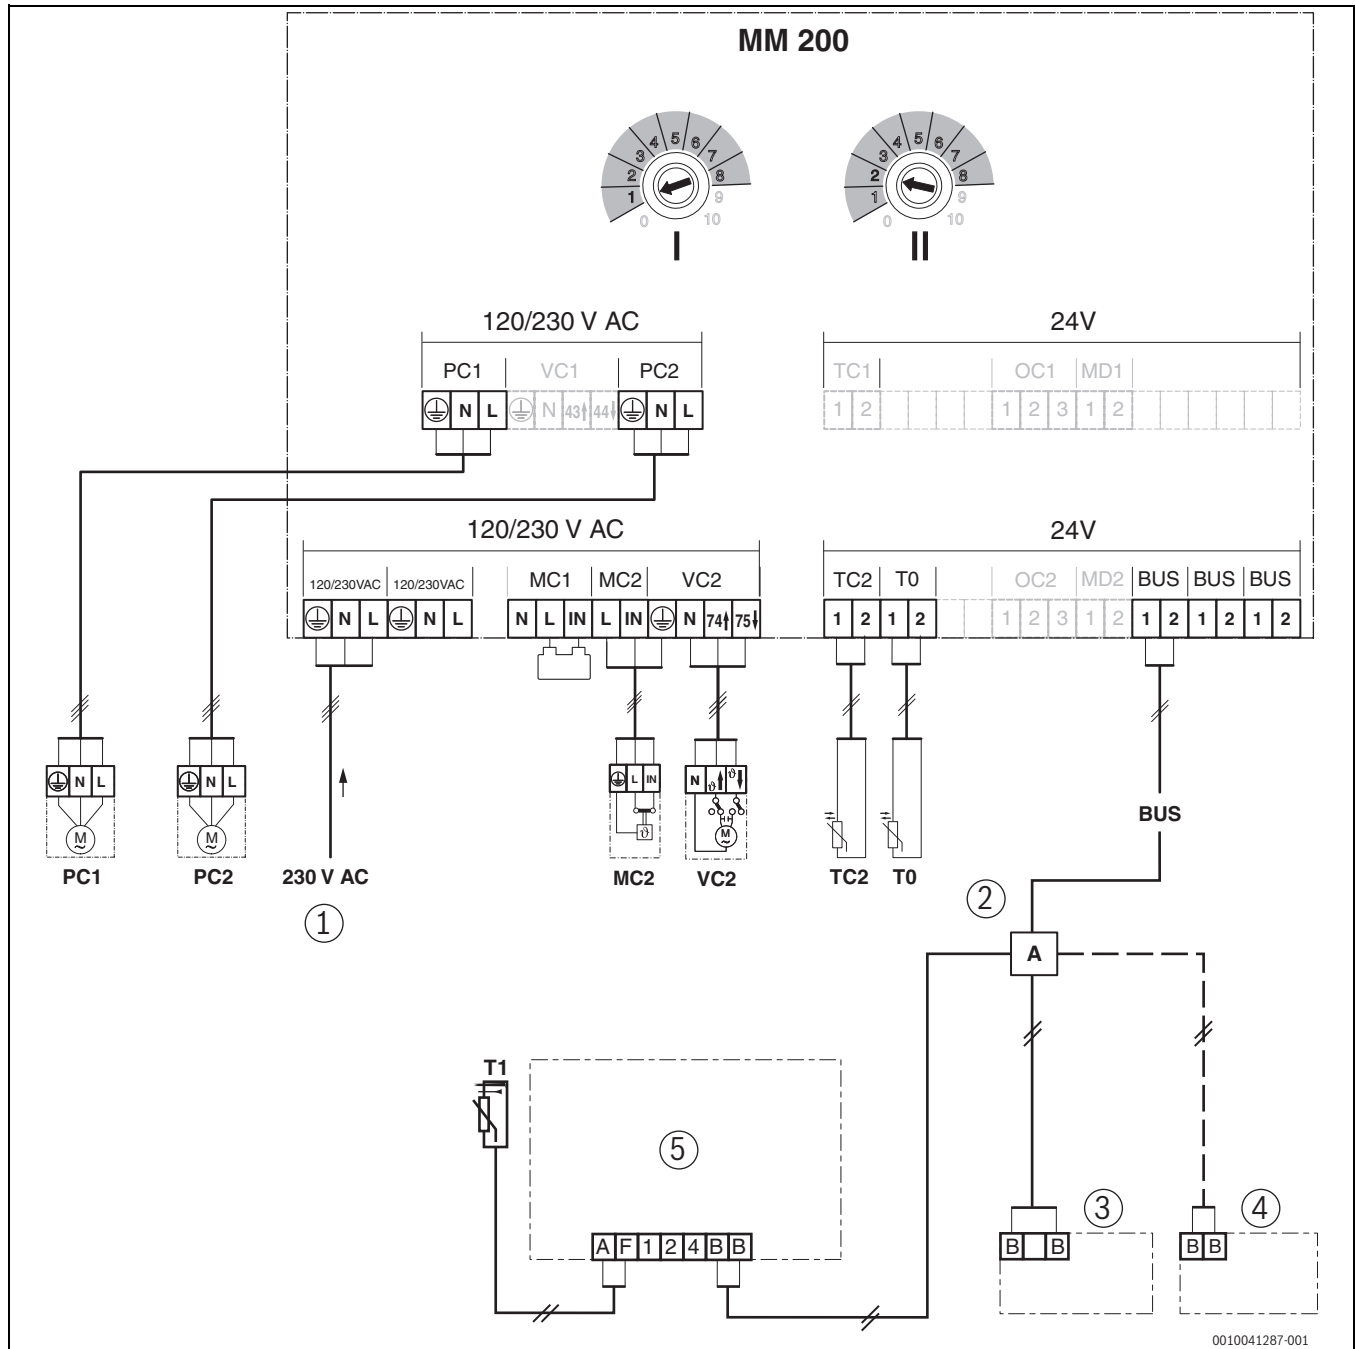 MM 200
0 1 2 3 4 5 6 7 8 9 10
I
0 1 2 3 4 5 6 7 8 9 10
II
120/230 V AC
24V
PC1 VC1 PC2
TC1 OC1 MD1
N L N 43↑ 44↓ N L
1 2 1 2 3 1 2
120/230 V AC
24V
120/230VAC 120/230VAC MC1 MC2 VC2
TC2 T0 OC2 MD2 BUS BUS BUS
N L N L N L IN L IN N 74↑ 75↓
1 2 1 2 1 2 3 1 2 1 2 1 2 1 2
N L N L L IN N ϑ↑ ϑ↓
M ~ M ~ ϑ M ~
BUS
PC1 PC2 230 V AC MC2 VC2 TC2 T0
1
2
A
T1
5
3
4
A F 1 2 4 B B
B B
B B
0010041287-001